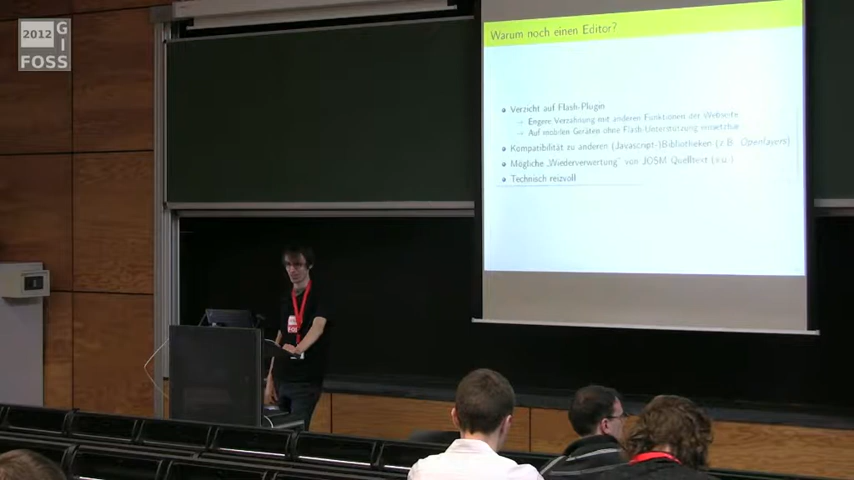 2012
GI
FOSS
Warum noch einen Editor?
Verzicht auf Flash-Plugin
Engere Verzahnung mit anderen Funktionen der Webseite
Auf mobilen Geräten ohne Flash-Unterstützung einsetzbar
Kompatibilität zu anderen (Javascript-)Bibliotheken (z.B. Openlayers)
Mögliche „Wiederverwertung" von JOSM Quelltext (s.u.)
Technisch reizvoll